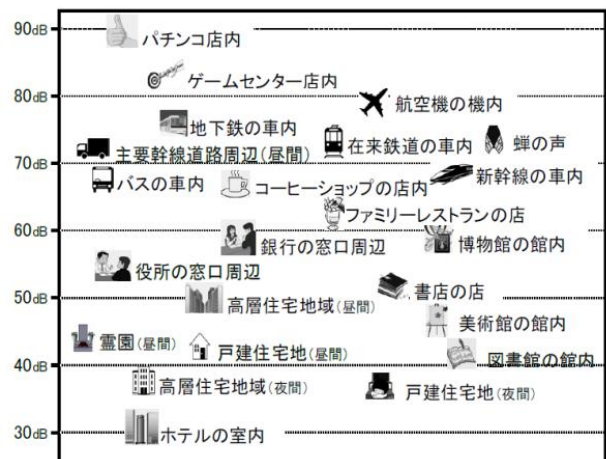 90dB
パチンコ店内
ゲームセンター店内
80dB
航空機の機内
地下鉄の車内
在来鉄道の車内
蝉の声
主要幹線道路周辺(昼間)
70dB
バスの車内
コーヒーショップの店内
新幹線の車内
ファミリーレストランの店
60dB
銀行の窓口周辺
博物館の館内
役所の窓口周辺
50dB
書店の店
高層住宅地域(昼間)
美術館の館内
霊園(昼間)
戸建住宅地(昼間)
図書館の館内
40dB
高層住宅地域(夜間)
戸建住宅地(夜間)
30dB
ホテルの室内